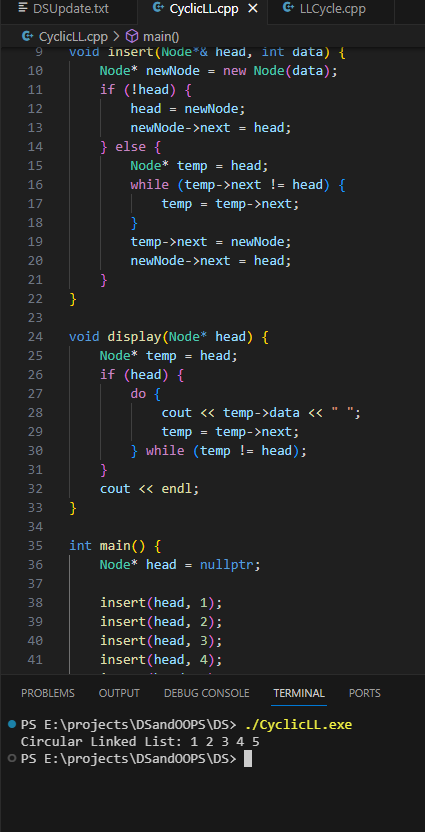 DSUpdate.txt CyclicLL.cpp LLCycle.cpp
CyclicLL.cpp > main()
9 void insert(Node*& head, int data) {
10 Node* newNode = new Node(data);
11 if (!head) {
12 head = newNode;
13 newNode->next = head;
14 } else {
15 Node* temp = head;
16 while (temp->next != head) {
17 temp = temp->next;
18 }
19 temp->next = newNode;
20 newNode->next = head;
21 }
22 }
23
24 void display(Node* head) {
25 Node* temp = head;
26 if (head) {
27 do {
28 cout << temp->data << " ";
29 temp = temp->next;
30 } while (temp != head);
31 }
32 cout << endl;
33 }
34
35 int main() {
36 Node* head = nullptr;
37
38 insert(head, 1);
39 insert(head, 2);
40 insert(head, 3);
41 insert(head, 4);
PROBLEMS OUTPUT DEBUG CONSOLE TERMINAL PORTS
PS E:\projects\DSandOOPS\DS> ./CyclicLL.exe
Circular Linked List: 1 2 3 4 5
PS E:\projects\DSandOOPS\DS>